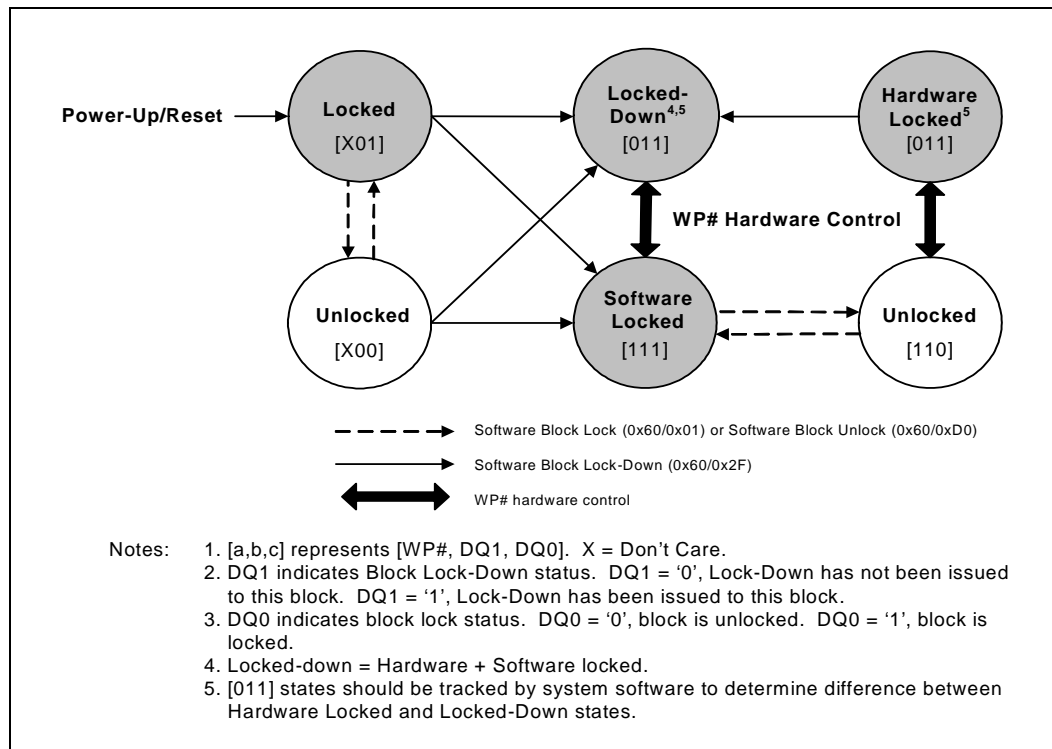 Power-Up/Reset
Locked
[X01]
Locked-
Down4,5
[011]
Hardware
Locked5
[011]
WP# Hardware Control
Unlocked
[X00]
Software
Locked
[111]
Unlocked
[110]
Software Block Lock (0x60/0x01) or Software Block Unlock (0x60/0xD0)
Software Block Lock-Down (0x60/0x2F)
WP# hardware control
Notes: 1. [a,b,c] represents [WP#, DQ1, DQ0]. X = Don't Care.
2. DQ1 indicates Block Lock-Down status. DQ1 = ‘0’, Lock-Down has not been issued
to this block. DQ1 = ‘1’, Lock-Down has been issued to this block.
3. DQ0 indicates block lock status. DQ0 = ‘0’, block is unlocked. DQ0 = ‘1’, block is
locked.
4. Locked-down = Hardware + Software locked.
5. [011] states should be tracked by system software to determine difference between
Hardware Locked and Locked-Down states.